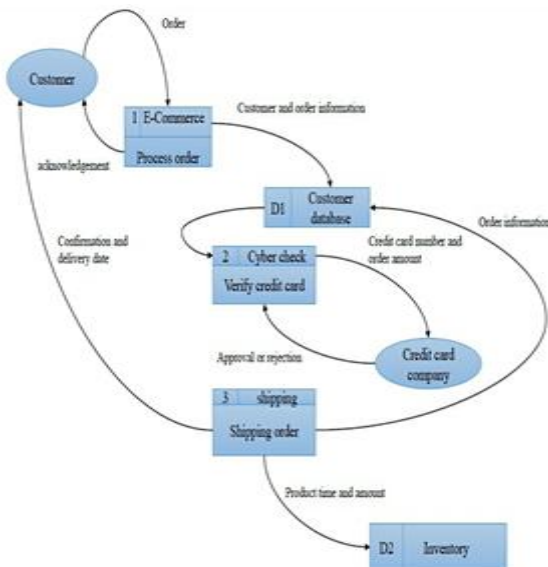 Order
Customer
1 E-Commerce
Process order
Customer and order information
acknowledgement
D1 Customer
database
Order information
Confirmation and
delivery date
Credit card number and
order amount
2 Cyber check
Verify credit card
Approval or rejection
Credit card
company
3 shipping
Shipping order
Product time and amount
D2 Inventory